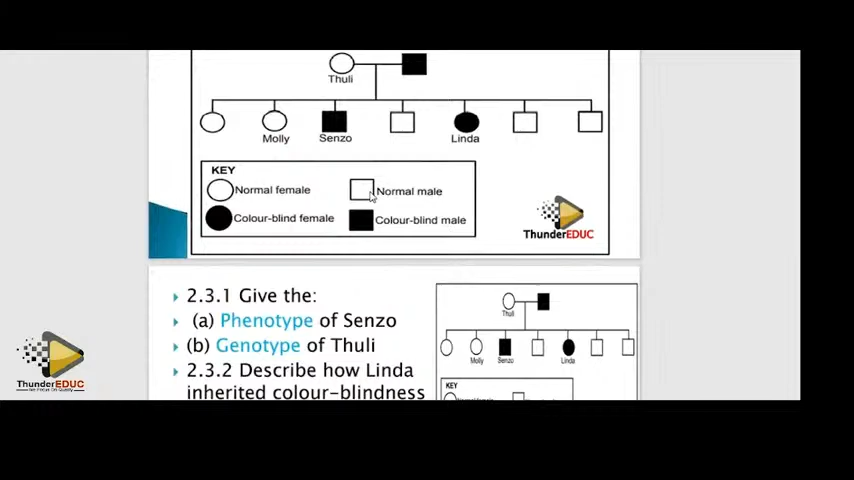 Thuli
Molly
Senzo
Linda
KEY
Normal female
Normal male
Colour-blind female
Colour-blind male
ThunderEDUC
2.3.1 Give the:
(a) Phenotype of Senzo
(b) Genotype of Thuli
2.3.2 Describe how Linda
inherited colour-blindness
Thuli
Molly
Senzo
Linda
KEY
ThunderEDUC